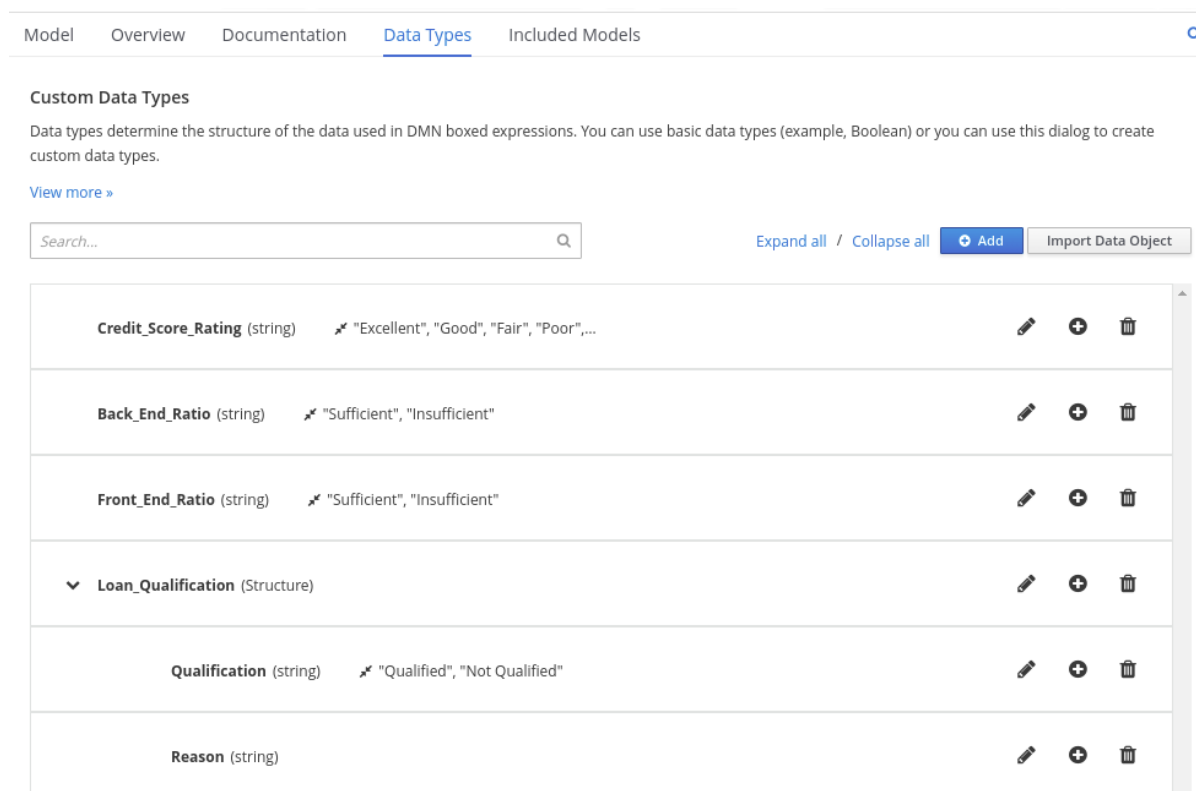 Model Overview Documentation Data Types Included Models
Custom Data Types
Data types determine the structure of the data used in DMN boxed expressions. You can use basic data types (example, Boolean) or you can use this dialog to create
custom data types.
View more »
Search... Expand all / Collapse all Add Import Data Object
Credit_Score_Rating (string) "Excellent", "Good", "Fair", "Poor",...
Back_End_Ratio (string) "Sufficient", "Insufficient"
Front_End_Ratio (string) "Sufficient", "Insufficient"
Loan_Qualification (Structure)
Qualification (string) "Qualified", "Not Qualified"
Reason (string)